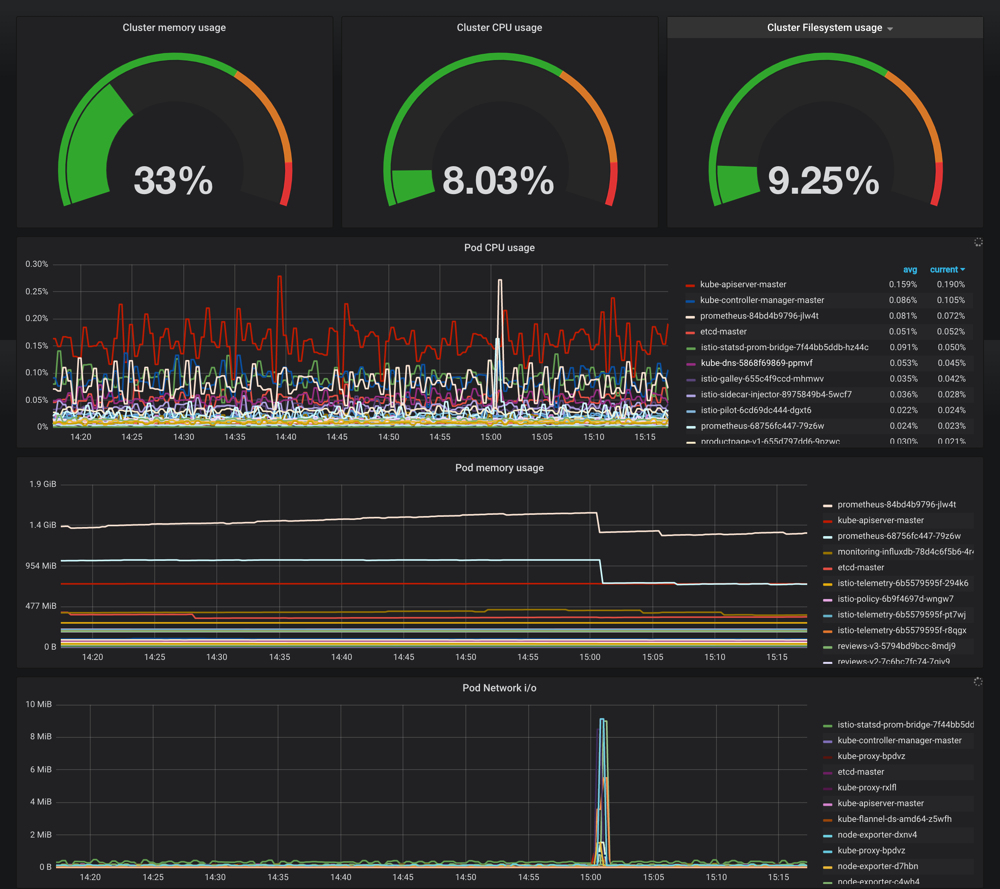 Cluster memory usage
33%
Cluster CPU usage
8.03%
Cluster Filesystem usage
9.25%
Pod CPU usage
0.30%
0.25%
0.20%
0.15%
0.10%
0.05%
0%
14:20 14:25 14:30 14:35 14:40 14:45 14:50 14:55 15:00 15:05 15:10 15:15
avg current
kube-apiserver-master 0.159% 0.190%
kube-controller-manager-master 0.086% 0.105%
prometheus-84bd4b9796-jlw4t 0.081% 0.072%
etcd-master 0.051% 0.052%
istio-statsd-prom-bridge-7f44bb5ddb-hz44c 0.091% 0.050%
kube-dns-5868f69869-ppmvf 0.053% 0.045%
istio-galley-655c4f9ccd-mhmwv 0.035% 0.042%
istio-sidecar-injector-8975849b4-5wcf7 0.036% 0.028%
istio-pilot-6cd69dc444-dgxt6 0.022% 0.024%
prometheus-68756fc447-79z6w 0.024% 0.023%
productpage-v1-655d797dd6-9pzwc 0.030% 0.021%
Pod memory usage
1.9 GiB
1.4 GiB
954 MiB
477 MiB
0 B
14:20 14:25 14:30 14:35 14:40 14:45 14:50 14:55 15:00 15:05 15:10 15:15
prometheus-84bd4b9796-jlw4t
kube-apiserver-master
prometheus-68756fc447-79z6w
monitoring-influxdb-78d4c6f5b6-4r4
etcd-master
istio-telemetry-6b5579595f-294k6
istio-policy-6b9f4697d-wngw7
istio-telemetry-6b5579595f-pt7wj
istio-telemetry-6b5579595f-r8qgx
reviews-v3-5794bd9bcc-8mdj9
reviews-v2-7c6bc7fc74-7qjv9
Pod Network i/o
10 MiB
8 MiB
6 MiB
4 MiB
2 MiB
0 B
14:20 14:25 14:30 14:35 14:40 14:45 14:50 14:55 15:00 15:05 15:10 15:15
istio-statsd-prom-bridge-7f44bb5dd
kube-controller-manager-master
kube-proxy-bpdvz
etcd-master
kube-proxy-rxlfl
kube-apiserver-master
kube-flannel-ds-amd64-z5wfh
node-exporter-dxnv4
kube-proxy-bpdvz
node-exporter-d7hbn
node-exporter-c4wh4